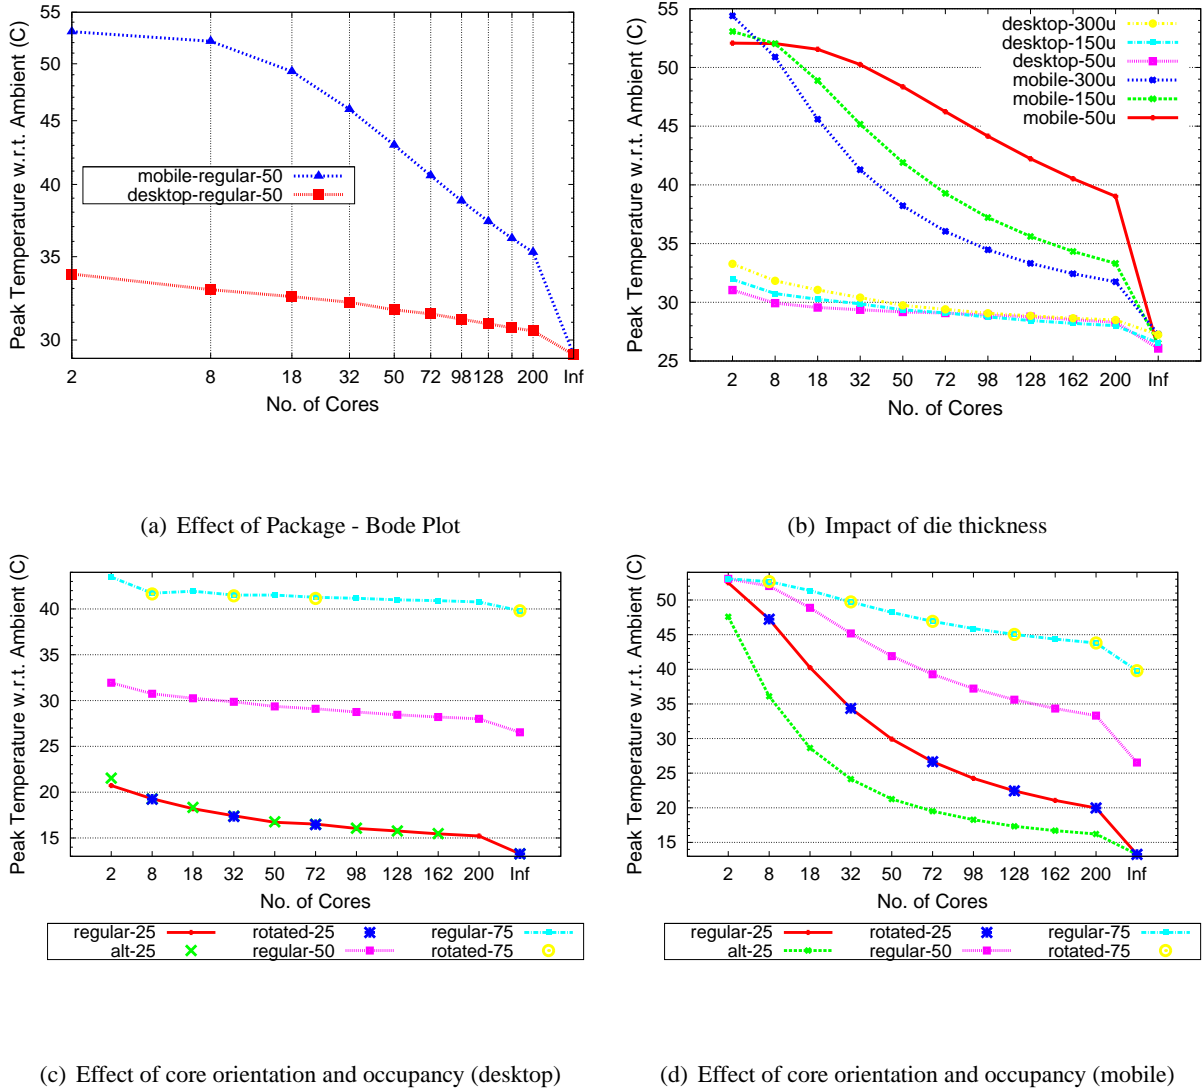 Peak Temperature w.r.t. Ambient (C)
55
50
45
40
35
30
mobile-regular-50
desktop-regular-50
2 8 18 32 50 72 98 128 200 Inf
No. of Cores
(a) Effect of Package - Bode Plot
Peak Temperature w.r.t. Ambient (C)
55
50
45
40
35
30
25
desktop-300u
desktop-150u
desktop-50u
mobile-300u
mobile-150u
mobile-50u
2 8 18 32 50 72 98 128 162 200 Inf
No. of Cores
(b) Impact of die thickness
Peak Temperature w.r.t. Ambient (C)
40
35
30
25
20
15
2 8 18 32 50 72 98 128 162 200 Inf
No. of Cores
regular-25 rotated-25 regular-75
alt-25 regular-50 rotated-75
(c) Effect of core orientation and occupancy (desktop)
Peak Temperature w.r.t. Ambient (C)
50
45
40
35
30
25
20
15
2 8 18 32 50 72 98 128 162 200 Inf
No. of Cores
regular-25 rotated-25 regular-75
alt-25 regular-50 rotated-75
(d) Effect of core orientation and occupancy (mobile)